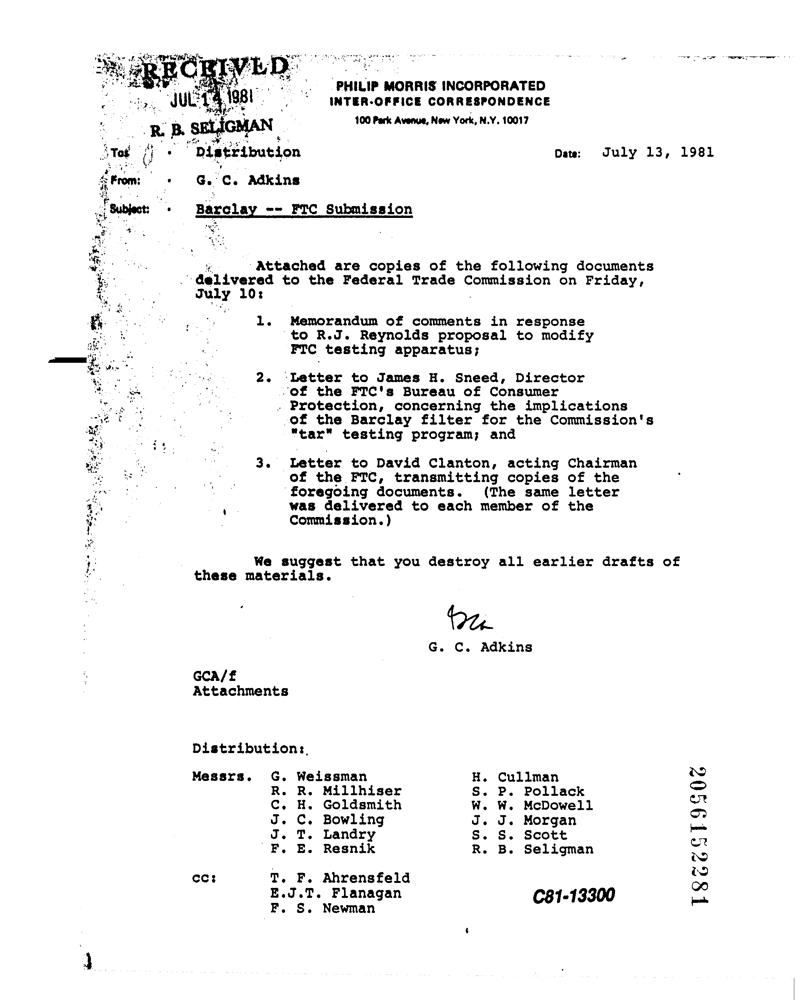 RECEIVED
JUL 14 1981
R. B. SELIGMAN
PHILIP MORRIS INCORPORATED
INTER-OFFICE CORRESPONDENCE
100 Park Avenue, New York, N.Y. 10017
To: Distribution Date: July 13, 1981
From: G. C. Adkins
Subject: Barclay -- FTC Submission
Attached are copies of the following documents
delivered to the Federal Trade Commission on Friday,
July 10:
1. Memorandum of comments in response
to R.J. Reynolds proposal to modify
FTC testing apparatus;
2. Letter to James H. Sneed, Director
of the FTC's Bureau of Consumer
Protection, concerning the implications
of the Barclay filter for the Commission's
"tar" testing program; and
3. Letter to David Clanton, acting Chairman
of the FTC, transmitting copies of the
foregoing documents. (The same letter
was delivered to each member of the
Commission.)
We suggest that you destroy all earlier drafts of
these materials.
G. C. Adkins
GCA/f
Attachments
Distribution:
Messrs. G. Weissman H. Cullman
R. R. Millhiser S. P. Pollack
C. H. Goldsmith W. W. McDowell
J. C. Bowling J. J. Morgan
J. T. Landry S. S. Scott
F. E. Resnik R. B. Seligman
cc: T. F. Ahrensfeld
E.J.T. Flanagan
F. S. Newman
C81-13300
2056152281